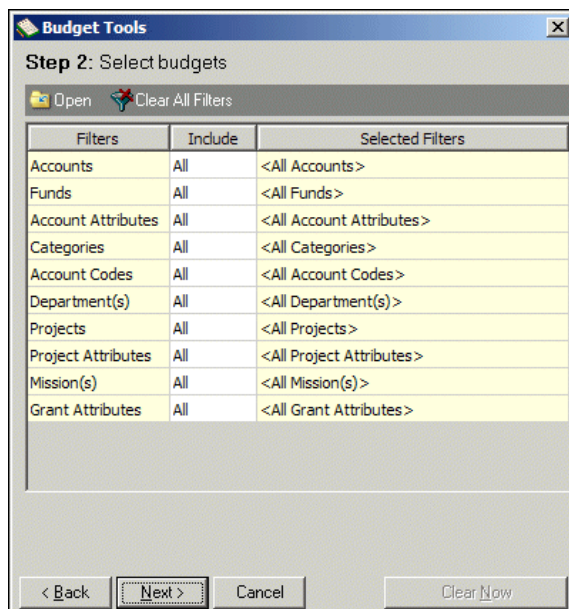 Budget Tools
Step 2: Select budgets
Open Clear All Filters
Filters Include Selected Filters
Accounts All <All Accounts>
Funds All <All Funds>
Account Attributes All <All Account Attributes>
Categories All <All Categories>
Account Codes All <All Account Codes>
Department(s) All <All Department(s)>
Projects All <All Projects>
Project Attributes All <All Project Attributes>
Mission(s) All <All Mission(s)>
Grant Attributes All <All Grant Attributes>
< Back Next > Cancel Clear Now